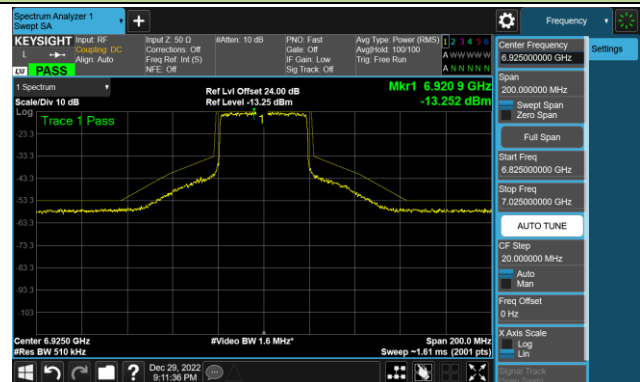 Spectrum Analyzer 1
Swept SA
+
Frequency
KEYSIGHT
L
LXI
PASS
Input: RF
Coupling: DC
Align: Auto
Input Z: 50 Ω
Corrections: Off
Freq Ref: Int (S)
NFE: Off
#Atten: 10 dB
PNO: Fast
Gate: Off
IF Gain: Low
Sig Track: Off
Avg Type: Power (RMS)
Avg|Hold: 100/100
Trig: Free Run
1 2 3 4 5 6
A W W W W W
A N N N N N
1 Spectrum
Scale/Div 10 dB
Ref Lvl Offset 24.00 dB
Ref Level -13.25 dBm
Mkr1 6.920 9 GHz
-13.252 dBm
Log
Trace 1 Pass
1
-23.3
-33.3
-43.3
-53.3
-63.3
-73.3
-83.3
-93.3
-103
Center 6.9250 GHz
#Res BW 510 kHz
#Video BW 1.6 MHz*
Span 200.0 MHz
Sweep ~1.61 ms (2001 pts)
Center Frequency
6.925000000 GHz
Span
200.000000 MHz
Swept Span
Zero Span
Full Span
Start Freq
6.825000000 GHz
Stop Freq
7.025000000 GHz
AUTO TUNE
CF Step
20.000000 MHz
Auto
Man
Freq Offset
0 Hz
X Axis Scale
Log
Lin
Signal Track
(Span Zoom)
Settings
?
Dec 29, 2022
9:11:36 PM